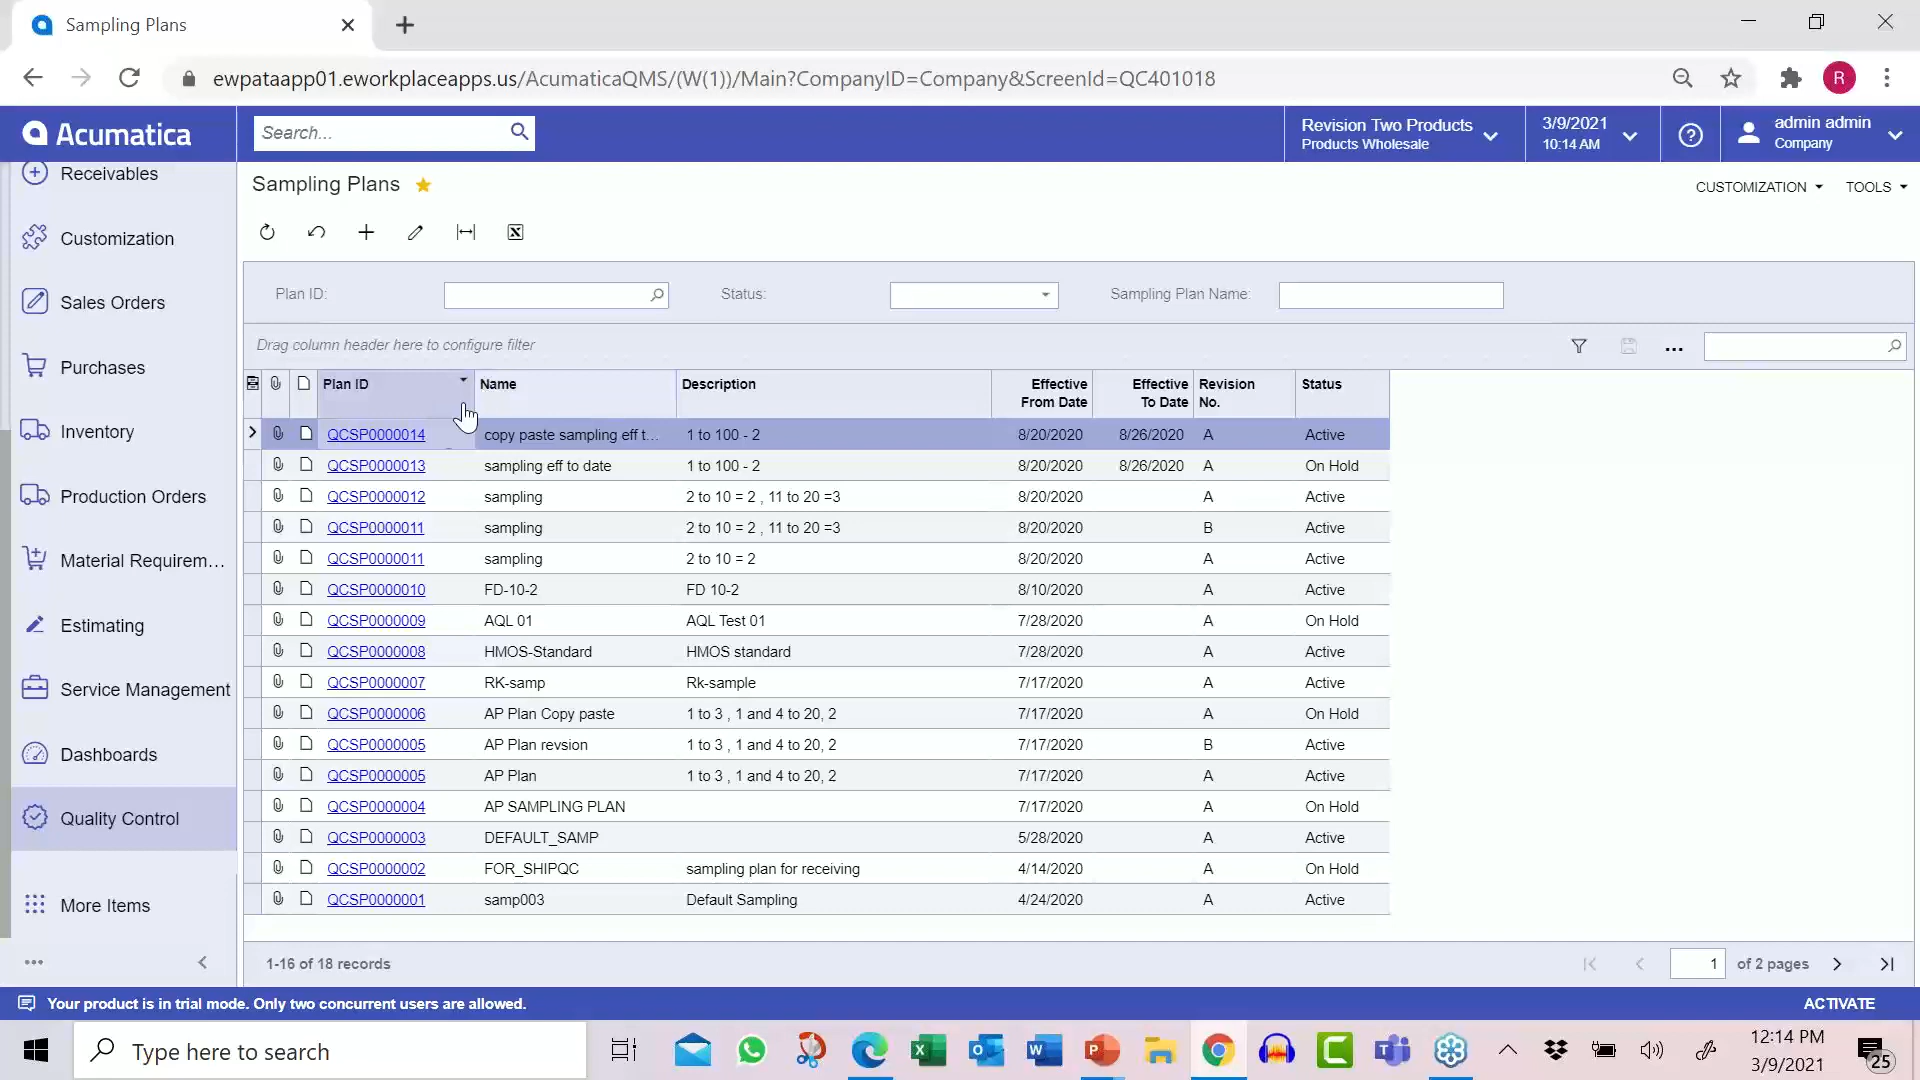 Sampling Plans
ewpataapp01.eworkplaceapps.us/AcumaticaQMS/(W(1))/Main?CompanyID=Company&ScreenId=QC401018
R
Acumatica
Search...
Revision Two Products
Products Wholesale
3/9/2021
10:14 AM
admin admin
Company
Receivables
Customization
Sales Orders
Purchases
Inventory
Production Orders
Material Requirem...
Estimating
Service Management
Dashboards
Quality Control
More Items
Sampling Plans
CUSTOMIZATION
TOOLS
Plan ID:
Status:
Sampling Plan Name:
Drag column header here to configure filter
Plan ID Name Description Effective From Date Effective To Date Revision No. Status
QCSP0000014 copy paste sampling eff t... 1 to 100 - 2 8/20/2020 8/26/2020 A Active
QCSP0000013 sampling eff to date 1 to 100 - 2 8/20/2020 8/26/2020 A On Hold
QCSP0000012 sampling 2 to 10 = 2 , 11 to 20 =3 8/20/2020 A Active
QCSP0000011 sampling 2 to 10 = 2 , 11 to 20 =3 8/20/2020 B Active
QCSP0000011 sampling 2 to 10 = 2 8/20/2020 A Active
QCSP0000010 FD-10-2 FD 10-2 8/10/2020 A Active
QCSP0000009 AQL 01 AQL Test 01 7/28/2020 A On Hold
QCSP0000008 HMOS-Standard HMOS standard 7/28/2020 A Active
QCSP0000007 RK-samp Rk-sample 7/17/2020 A Active
QCSP0000006 AP Plan Copy paste 1 to 3 , 1 and 4 to 20, 2 7/17/2020 A On Hold
QCSP0000005 AP Plan revsion 1 to 3 , 1 and 4 to 20, 2 7/17/2020 B Active
QCSP0000005 AP Plan 1 to 3 , 1 and 4 to 20, 2 7/17/2020 A Active
QCSP0000004 AP SAMPLING PLAN 7/17/2020 A On Hold
QCSP0000003 DEFAULT_SAMP 5/28/2020 A Active
QCSP0000002 FOR_SHIPQC sampling plan for receiving 4/14/2020 A On Hold
QCSP0000001 samp003 Default Sampling 4/24/2020 A Active
1-16 of 18 records
1 of 2 pages
Your product is in trial mode. Only two concurrent users are allowed.
ACTIVATE
Type here to search
12:14 PM
3/9/2021
25